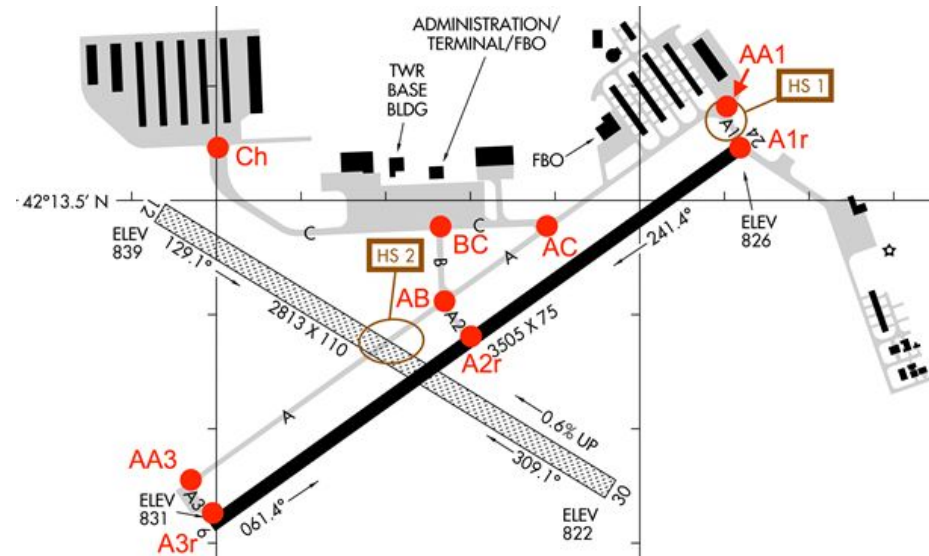 ADMINISTRATION/
TERMINAL/FBO
TWR
BASE
BLDG
AA1
HS 1
A1
24
A1r
FBO
Ch
42°13.5' N
12
ELEV
839
129.1°
2813 X 110
C
BC
C
AC
HS 2
B
A
AB
A2
A2r
3505 X 75
241.4°
ELEV
826
A
AA3
A3
ELEV
831
A3r
6
061.4°
0.6% UP
309.1°
30
ELEV
822